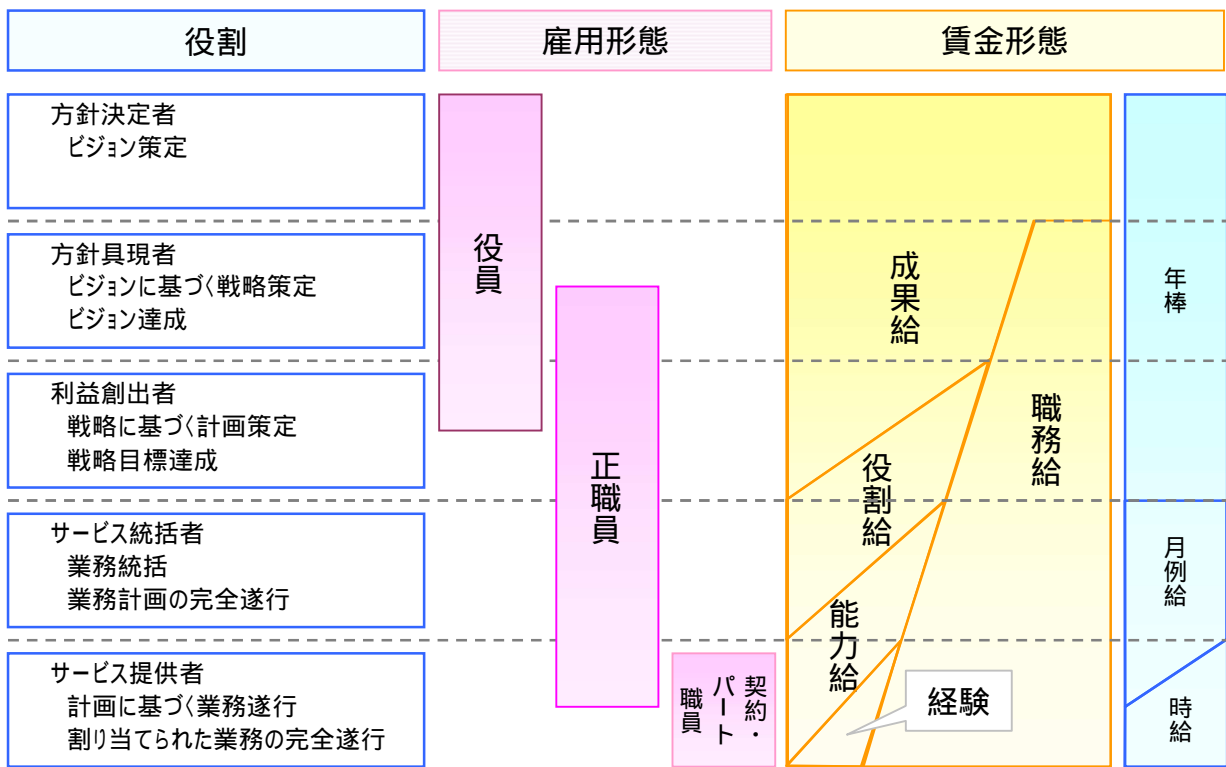 役割
雇用形態
賃金形態
方針決定者
ビジョン策定
方針具現者
ビジョンに基づく戦略策定
ビジョン達成
利益創出者
戦略に基づく計画策定
戦略目標達成
サービス統括者
業務統括
業務計画の完全遂行
サービス提供者
計画に基づく業務遂行
割り当てられた業務の完全遂行
役員
正職員
契約・
パート
職員
成果給
職務給
役割給
能力給
経験
年棒
月例給
時給